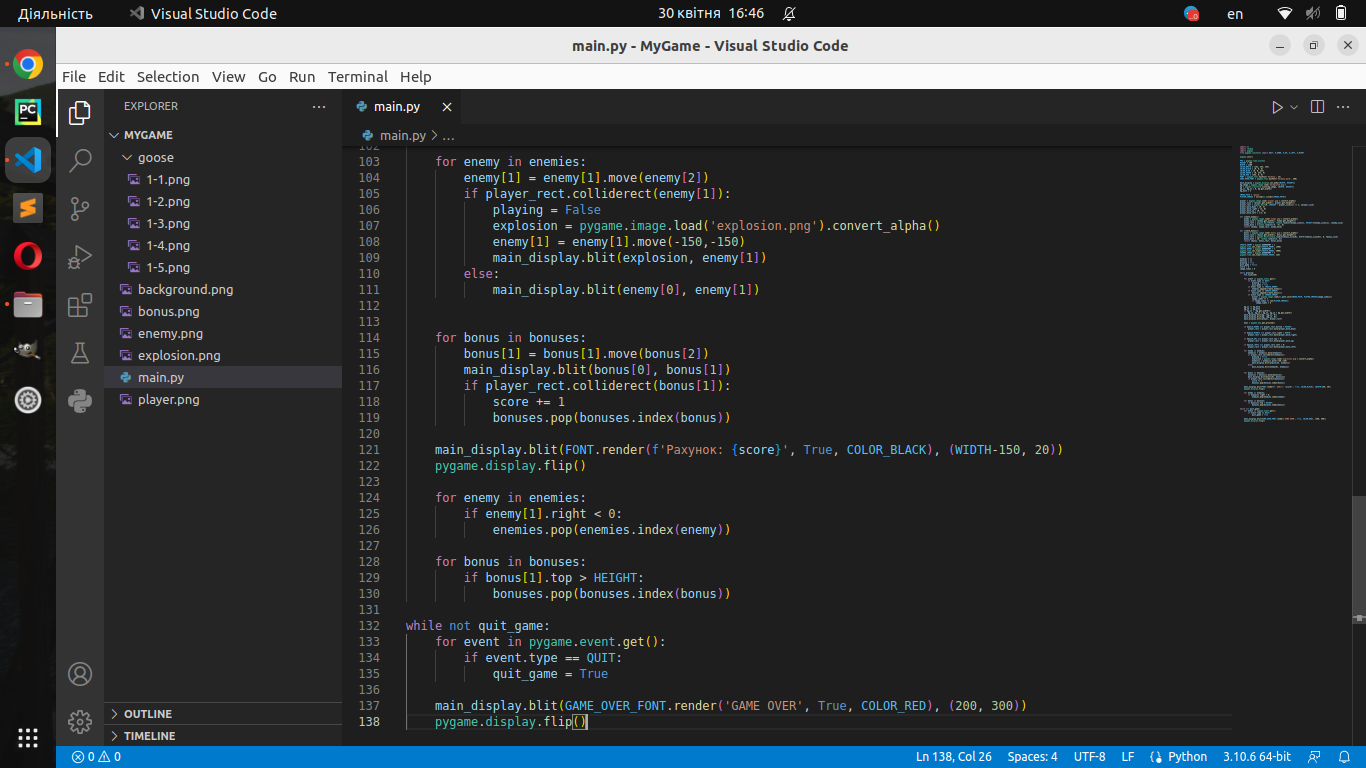 Діяльність Visual Studio Code 30 квітня 16:46 en
main.py - MyGame - Visual Studio Code
File Edit Selection View Go Run Terminal Help
EXPLORER
MYGAME
goose
1-1.png
1-2.png
1-3.png
1-4.png
1-5.png
background.png
bonus.png
enemy.png
explosion.png
main.py
player.png
OUTLINE
TIMELINE
main.py
main.py > ...
102
103 for enemy in enemies:
104 enemy[1] = enemy[1].move(enemy[2])
105 if player_rect.colliderect(enemy[1]):
106 playing = False
107 explosion = pygame.image.load('explosion.png').convert_alpha()
108 enemy[1] = enemy[1].move(-150,-150)
109 main_display.blit(explosion, enemy[1])
110 else:
111 main_display.blit(enemy[0], enemy[1])
112
113
114 for bonus in bonuses:
115 bonus[1] = bonus[1].move(bonus[2])
116 main_display.blit(bonus[0], bonus[1])
117 if player_rect.colliderect(bonus[1]):
118 score += 1
119 bonuses.pop(bonuses.index(bonus))
120
121 main_display.blit(FONT.render(f'Рахунок: {score}', True, COLOR_BLACK), (WIDTH-150, 20))
122 pygame.display.flip()
123
124 for enemy in enemies:
125 if enemy[1].right < 0:
126 enemies.pop(enemies.index(enemy))
127
128 for bonus in bonuses:
129 if bonus[1].top > HEIGHT:
130 bonuses.pop(bonuses.index(bonus))
131
132 while not quit_game:
133 for event in pygame.event.get():
134 if event.type == QUIT:
135 quit_game = True
136
137 main_display.blit(GAME_OVER_FONT.render('GAME OVER', True, COLOR_RED), (200, 300))
138 pygame.display.flip()
0 0 Ln 138, Col 26 Spaces: 4 UTF-8 LF Python 3.10.6 64-bit